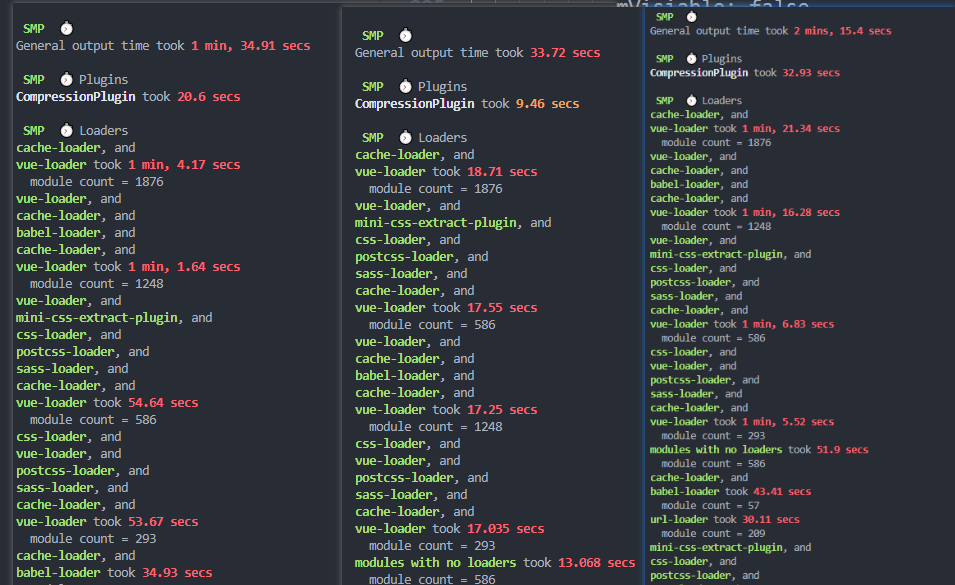 mVisiable: false
SMP
General output time took 1 min, 34.91 secs
SMP Plugins
CompressionPlugin took 20.6 secs
SMP Loaders
cache-loader, and
vue-loader took 1 min, 4.17 secs
module count = 1876
vue-loader, and
cache-loader, and
babel-loader, and
cache-loader, and
vue-loader took 1 min, 1.64 secs
module count = 1248
vue-loader, and
mini-css-extract-plugin, and
css-loader, and
postcss-loader, and
sass-loader, and
cache-loader, and
vue-loader took 54.64 secs
module count = 586
css-loader, and
vue-loader, and
postcss-loader, and
sass-loader, and
cache-loader, and
vue-loader took 53.67 secs
module count = 293
cache-loader, and
babel-loader took 34.93 secs
SMP
General output time took 33.72 secs
SMP Plugins
CompressionPlugin took 9.46 secs
SMP Loaders
cache-loader, and
vue-loader took 18.71 secs
module count = 1876
vue-loader, and
mini-css-extract-plugin, and
css-loader, and
postcss-loader, and
sass-loader, and
cache-loader, and
vue-loader took 17.55 secs
module count = 586
vue-loader, and
cache-loader, and
babel-loader, and
cache-loader, and
vue-loader took 17.25 secs
module count = 1248
css-loader, and
vue-loader, and
postcss-loader, and
sass-loader, and
cache-loader, and
vue-loader took 17.035 secs
module count = 293
modules with no loaders took 13.068 secs
module count = 586
SMP
General output time took 2 mins, 15.4 secs
SMP Plugins
CompressionPlugin took 32.93 secs
SMP Loaders
cache-loader, and
vue-loader took 1 min, 21.34 secs
module count = 1876
vue-loader, and
cache-loader, and
babel-loader, and
cache-loader, and
vue-loader took 1 min, 16.28 secs
module count = 1248
vue-loader, and
mini-css-extract-plugin, and
css-loader, and
postcss-loader, and
sass-loader, and
cache-loader, and
vue-loader took 1 min, 6.83 secs
module count = 586
css-loader, and
vue-loader, and
postcss-loader, and
sass-loader, and
cache-loader, and
vue-loader took 1 min, 5.52 secs
module count = 293
modules with no loaders took 51.9 secs
module count = 586
cache-loader, and
babel-loader took 43.41 secs
module count = 57
url-loader took 30.11 secs
module count = 209
mini-css-extract-plugin, and
css-loader, and
postcss-loader, and